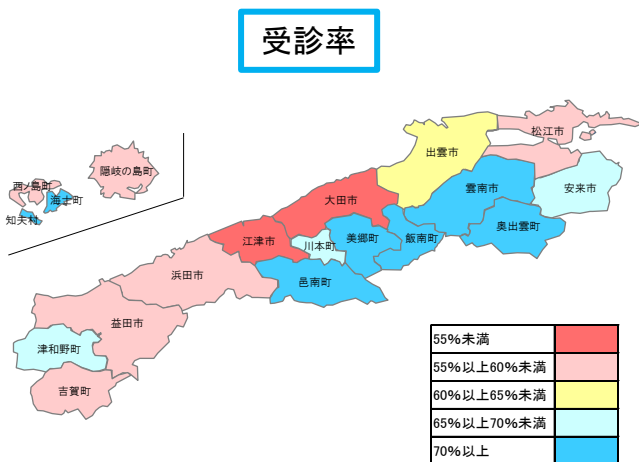 受診率
松江市
出雲市
隠岐の島町
西ノ島町
海士町
知夫村
雲南市
安来市
大田市
奥出雲町
飯南町
美郷町
川本町
江津市
浜田市
邑南町
益田市
津和野町
吉賀町
55%未満
55%以上60%未満
60%以上65%未満
65%以上70%未満
70%以上